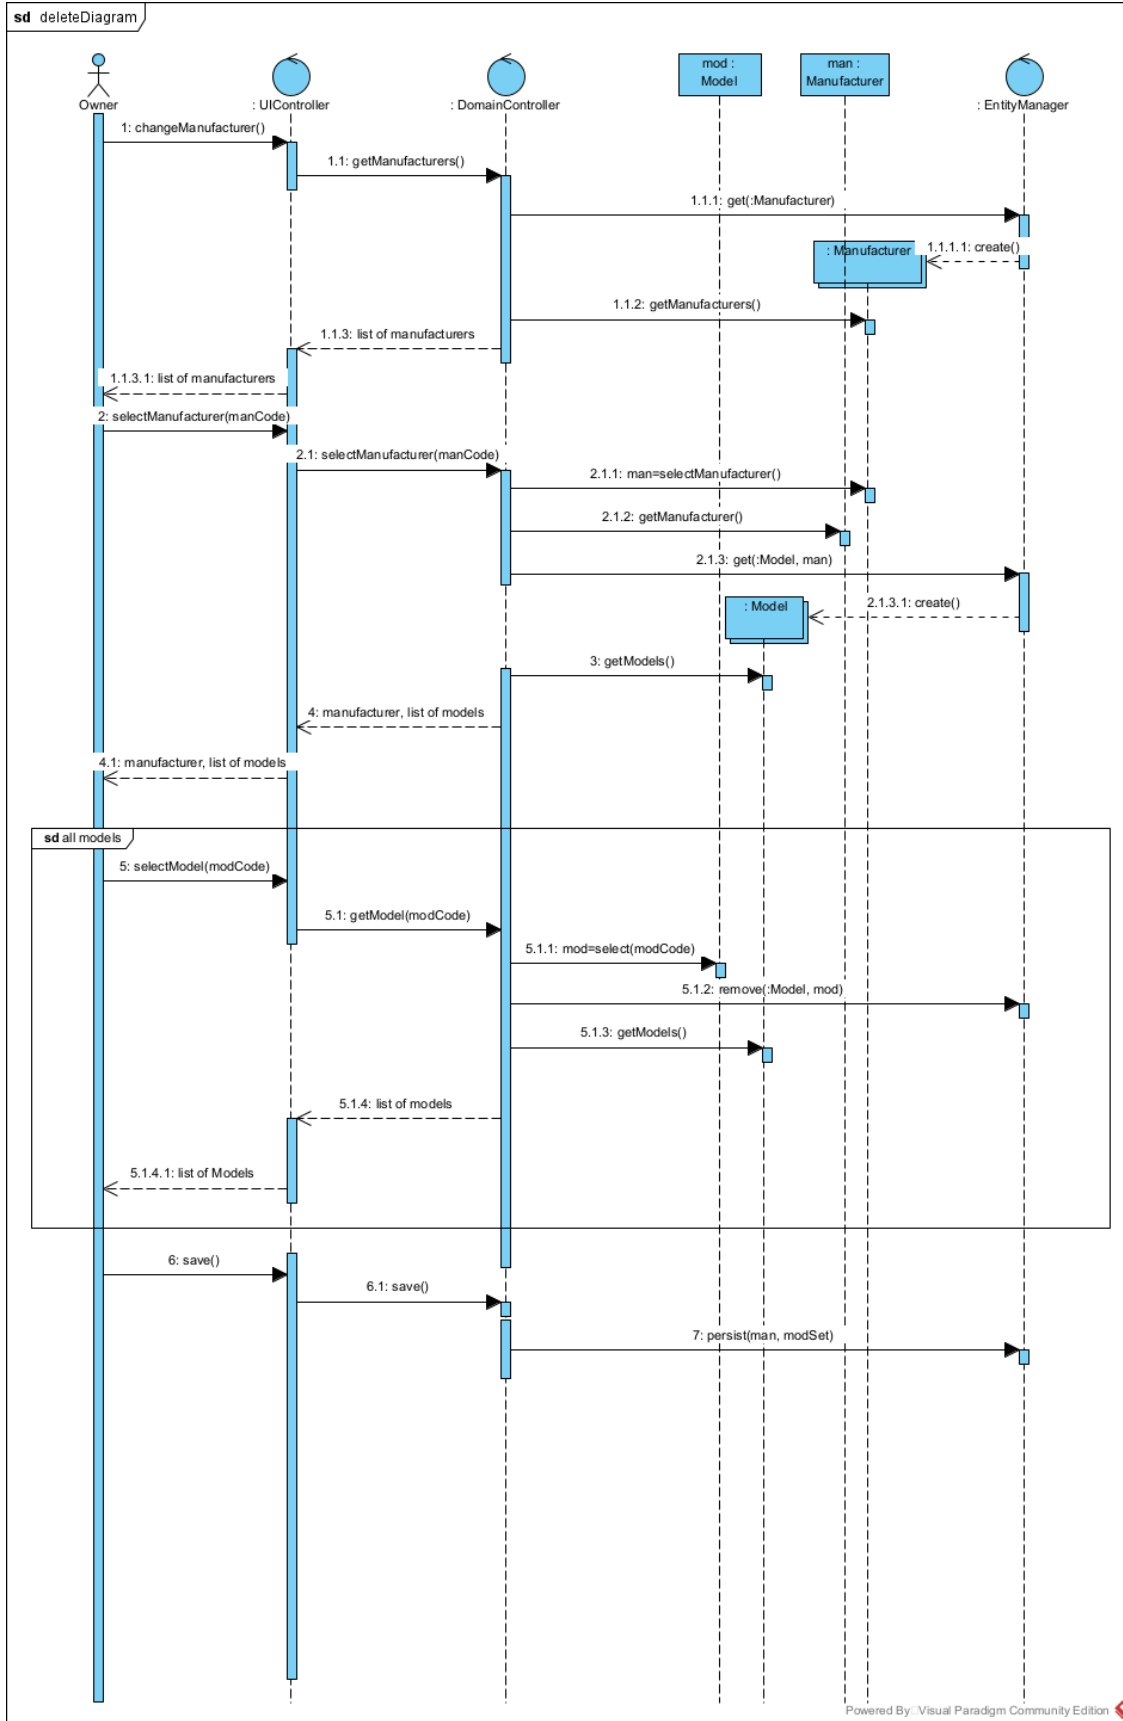 sd deleteDiagram
Owner
: UIController
: DomainController
mod :
Model
man :
Manufacturer
: EntityManager
1: changeManufacturer()
1.1: getManufacturers()
1.1.1: get(:Manufacturer)
: Manufacturer
1.1.1.1: create()
1.1.2: getManufacturers()
1.1.3: list of manufacturers
1.1.3.1: list of manufacturers
2: selectManufacturer(manCode)
2.1: selectManufacturer(manCode)
2.1.1: man=selectManufacturer()
2.1.2: getManufacturer()
2.1.3: get(:Model, man)
: Model
2.1.3.1: create()
3: getModels()
4: manufacturer, list of models
4.1: manufacturer, list of models
sd all models
5: selectModel(modCode)
5.1: getModel(modCode)
5.1.1: mod=select(modCode)
5.1.2: remove(:Model, mod)
5.1.3: getModels()
5.1.4: list of models
5.1.4.1: list of Models
6: save()
6.1: save()
7: persist(man, modSet)
Powered By Visual Paradigm Community Edition